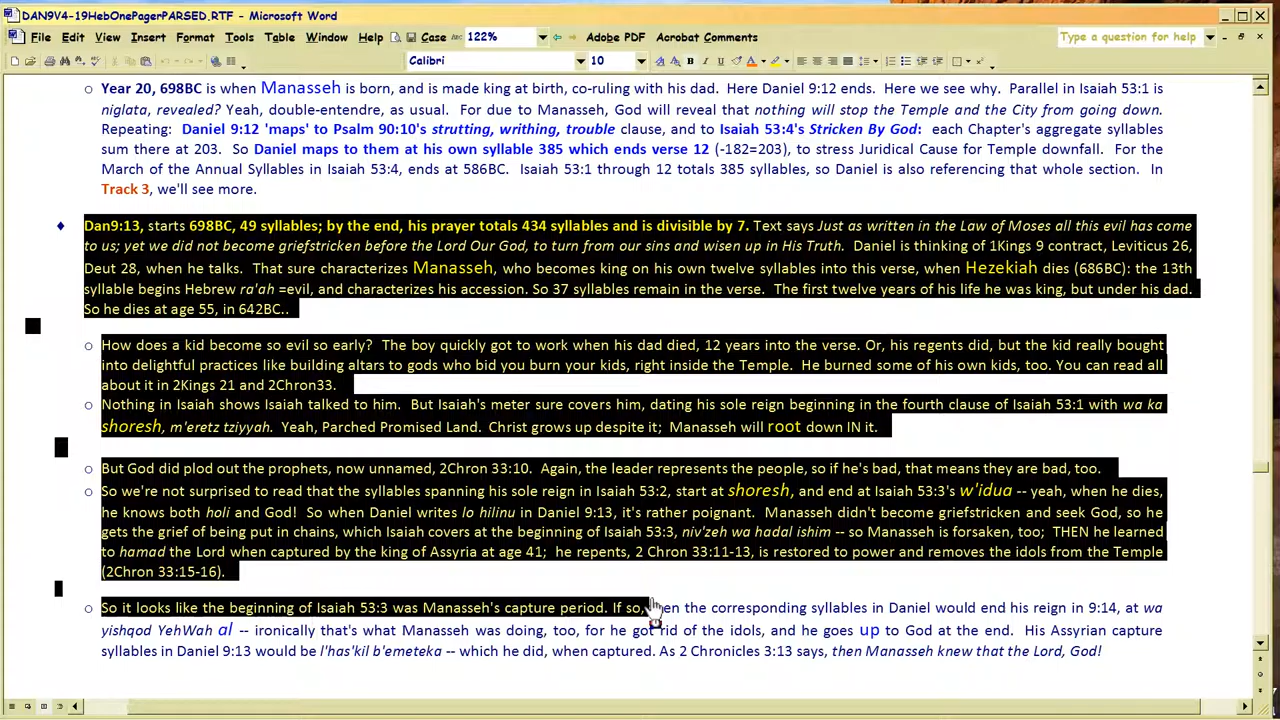 DAN9V4-19HebOnePagerPARSED.RTF - Microsoft Word
File Edit View Insert Format Tools Table Window Help Case 122% Adobe PDF Acrobat Comments Type a question for help
Calibri 10
Year 20, 698BC is when Manasseh is born, and is made king at birth, co-ruling with his dad. Here Daniel 9:12 ends. Here we see why. Parallel in Isaiah 53:1 is
niglata, revealed? Yeah, double-entendre, as usual. For due to Manasseh, God will reveal that nothing will stop the Temple and the City from going down.
Repeating: Daniel 9:12 'maps' to Psalm 90:10's strutting, writhing, trouble clause, and to Isaiah 53:4's Stricken By God: each Chapter's aggregate syllables
sum there at 203. So Daniel maps to them at his own syllable 385 which ends verse 12 (-182=203), to stress Juridical Cause for Temple downfall. For the
March of the Annual Syllables in Isaiah 53:4, ends at 586BC. Isaiah 53:1 through 12 totals 385 syllables, so Daniel is also referencing that whole section. In
Track 3, we'll see more.
Dan9:13, starts 698BC, 49 syllables; by the end, his prayer totals 434 syllables and is divisible by 7. Text says Just as written in the Law of Moses all this evil has come
to us; yet we did not become griefstricken before the Lord Our God, to turn from our sins and wisen up in His Truth. Daniel is thinking of 1Kings 9 contract, Leviticus 26,
Deut 28, when he talks. That sure characterizes Manasseh, who becomes king on his own twelve syllables into this verse, when Hezekiah dies (686BC): the 13th
syllable begins Hebrew ra'ah =evil, and characterizes his accession. So 37 syllables remain in the verse. The first twelve years of his life he was king, but under his dad.
So he dies at age 55, in 642BC..
How does a kid become so evil so early? The boy quickly got to work when his dad died, 12 years into the verse. Or, his regents did, but the kid really bought
into delightful practices like building altars to gods who bid you burn your kids, right inside the Temple. He burned some of his own kids, too. You can read all
about it in 2Kings 21 and 2Chron33.
Nothing in Isaiah shows Isaiah talked to him. But Isaiah's meter sure covers him, dating his sole reign beginning in the fourth clause of Isaiah 53:1 with wa ka
shoresh, m'eretz tziyyah. Yeah, Parched Promised Land. Christ grows up despite it; Manasseh will root down IN it.
But God did plod out the prophets, now unnamed, 2Chron 33:10. Again, the leader represents the people, so if he's bad, that means they are bad, too.
So we're not surprised to read that the syllables spanning his sole reign in Isaiah 53:2, start at shoresh, and end at Isaiah 53:3's w'idua -- yeah, when he dies,
he knows both holi and God! So when Daniel writes lo hilinu in Daniel 9:13, it's rather poignant. Manasseh didn't become griefstricken and seek God, so he
gets the grief of being put in chains, which Isaiah covers at the beginning of Isaiah 53:3, niv'zeh wa hadal ishim -- so Manasseh is forsaken, too; THEN he learned
to hamad the Lord when captured by the king of Assyria at age 41; he repents, 2 Chron 33:11-13, is restored to power and removes the idols from the Temple
(2Chron 33:15-16).
So it looks like the beginning of Isaiah 53:3 was Manasseh's capture period. If so, en the corresponding syllables in Daniel would end his reign in 9:14, at wa
yishqod YehWah al -- ironically that's what Manasseh was doing, too, for he got rid of the idols, and he goes up to God at the end. His Assyrian capture
syllables in Daniel 9:13 would be l'has'kil b'emeteka -- which he did, when captured. As 2 Chronicles 3:13 says, then Manasseh knew that the Lord, God!